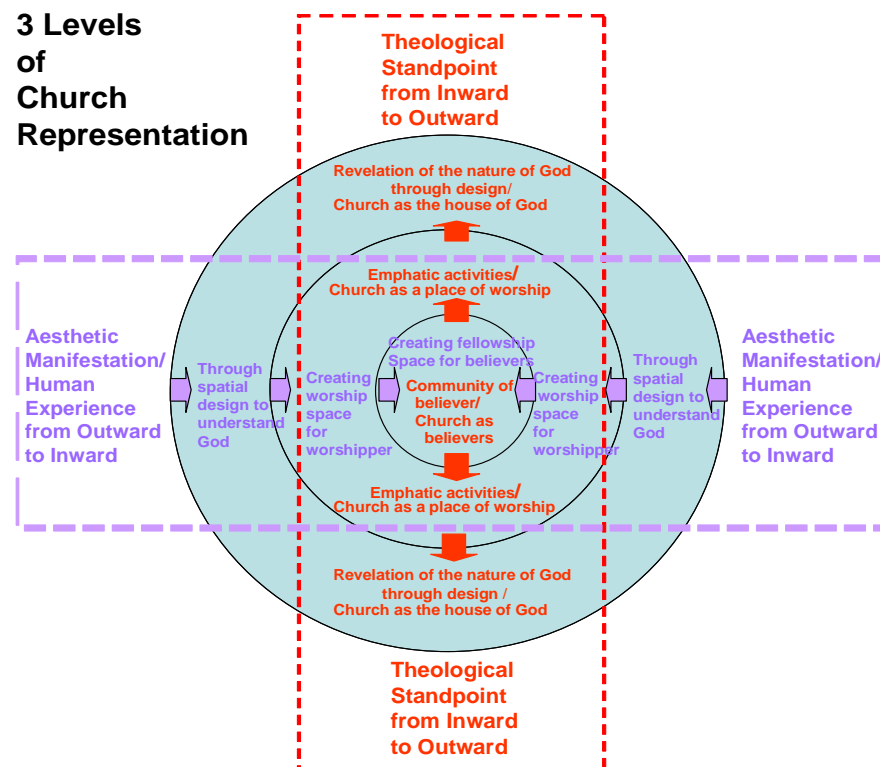 3 Levels
of
Church
Representation
Theological
Standpoint
from Inward
to Outward
Revelation of the nature of God
through design/
Church as the house of God
Emphatic activities/
Church as a place of worship
Creating fellowship
Space for believers
Community of
believer/
Church as
believers
Aesthetic
Manifestation/
Human
Experience
from Outward
to Inward
Through
spatial
design to
understand
God
Creating
worship
space
for
worshipper
Creating
worship
space
for
worshipper
Through
spatial
design to
understand
God
Aesthetic
Manifestation/
Human
Experience
from Outward
to Inward
Emphatic activities/
Church as a place of worship
Revelation of the nature of God
through design /
Church as the house of God
Theological
Standpoint
from Inward
to Outward